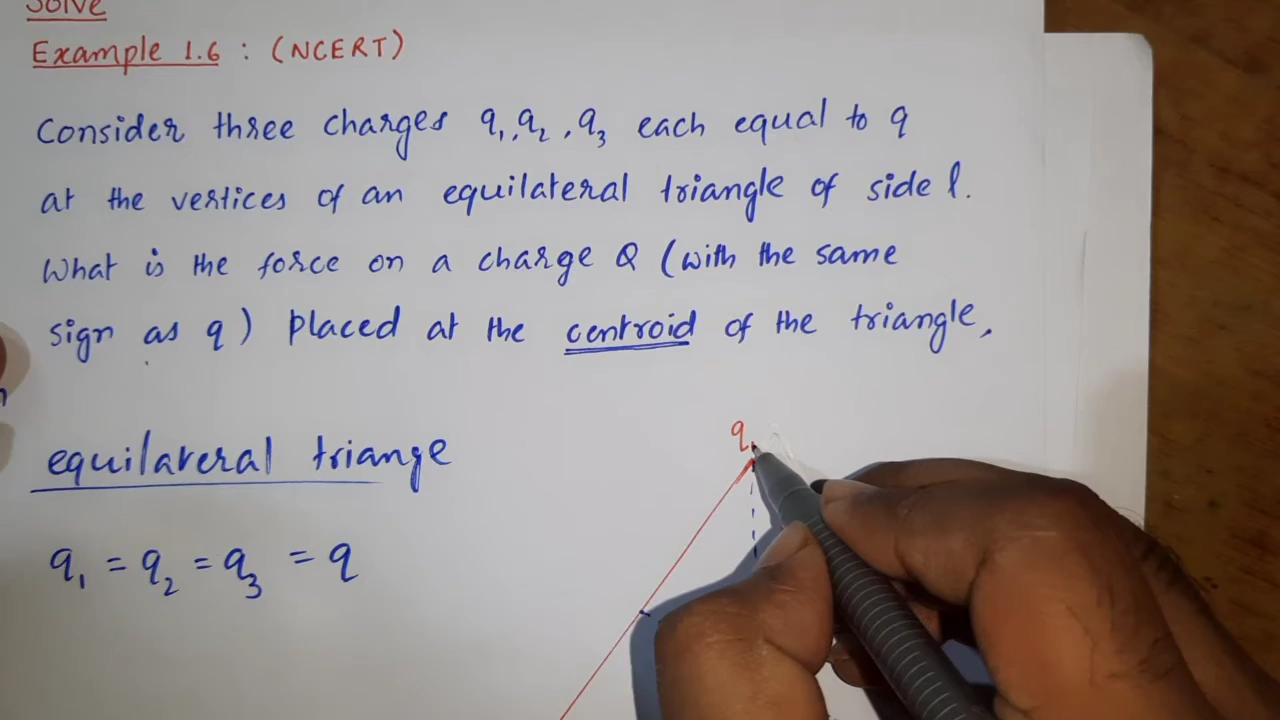 Solve
Example 1.6 : (NCERT)
Consider three charges q₁, q₂, q₃ each equal to q
at the vertices of an equilateral triangle of side l.
What is the force on a charge Q (with the same
sign as q) placed at the centroid of the triangle,
equilareral triange
q₁ = q₂ = q₃ = q
q